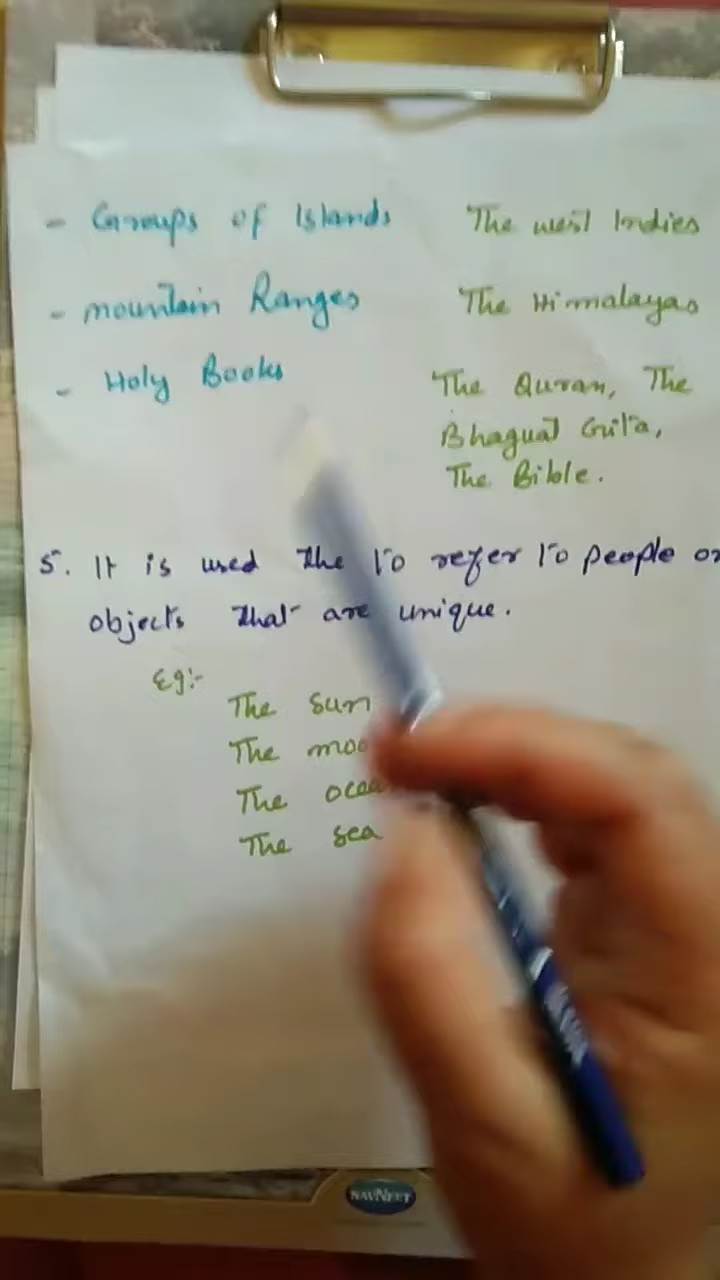 - Groups of Islands The west Indies
- mountain Ranges The Himalayas
- Holy Books The Quran, The
Bhagwat Gita,
The Bible.
5. It is used the to refer to people or
objects that are unique.
Eg:-
The sun
The
The
The sea
NAVNEET